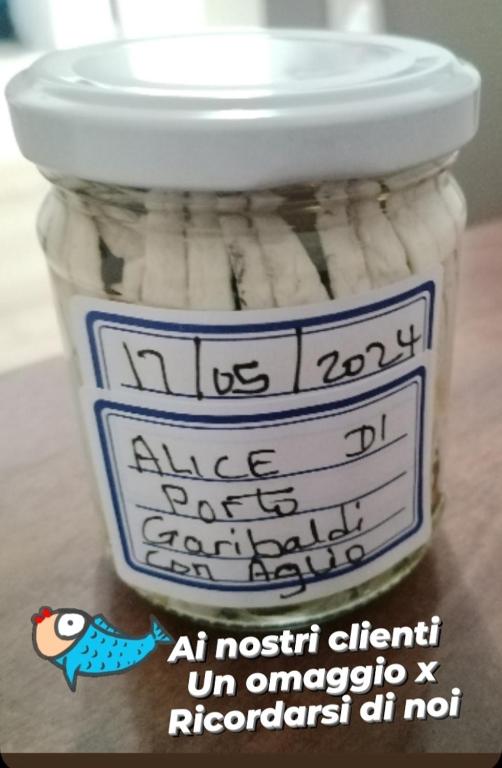 17/05/2024
ALICE DI
Porto
Garibaldi
con Aglio
Ai nostri clienti
Un omaggio x
Ricordarsi di noi